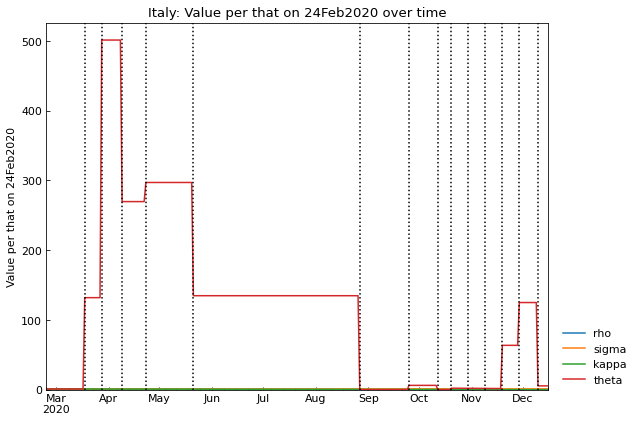 Italy: Value per that on 24Feb2020 over time
Value per that on 24Feb2020
500
400
300
200
100
0
Mar Apr May Jun Jul Aug Sep Oct Nov Dec
2020
rho
sigma
kappa
theta